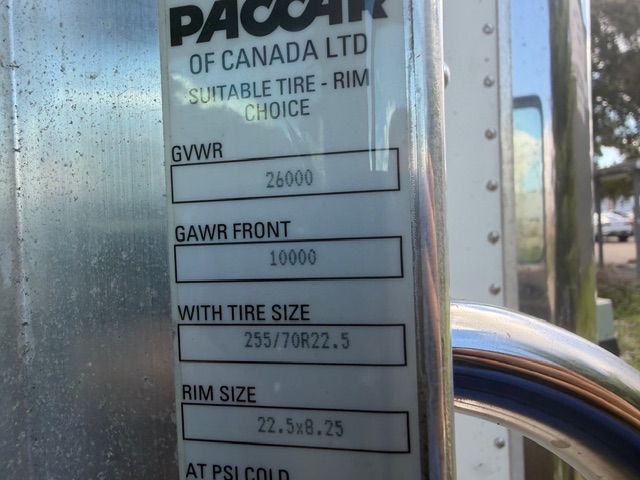 PACCAR
OF CANADA LTD
SUITABLE TIRE - RIM
CHOICE
GVWR
26000
GAWR FRONT
10000
WITH TIRE SIZE
255/70R22.5
RIM SIZE
22.5x8.25
AT PSI COLD